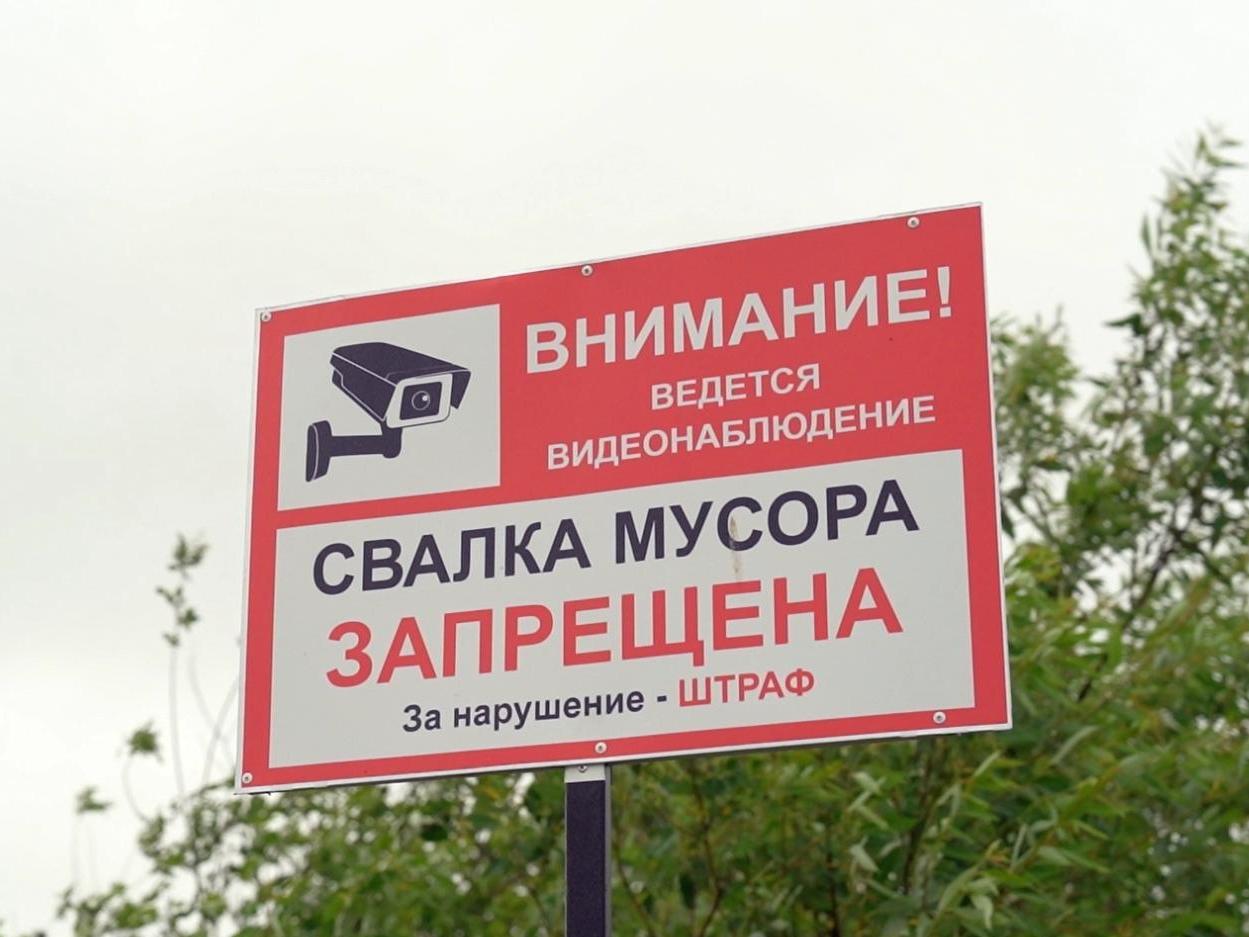 ВНИМАНИЕ!
ВЕДЕТСЯ
ВИДЕОНАБЛЮДЕНИЕ
СВАЛКА МУСОРА
ЗАПРЕЩЕНА
За нарушение - ШТРАФ